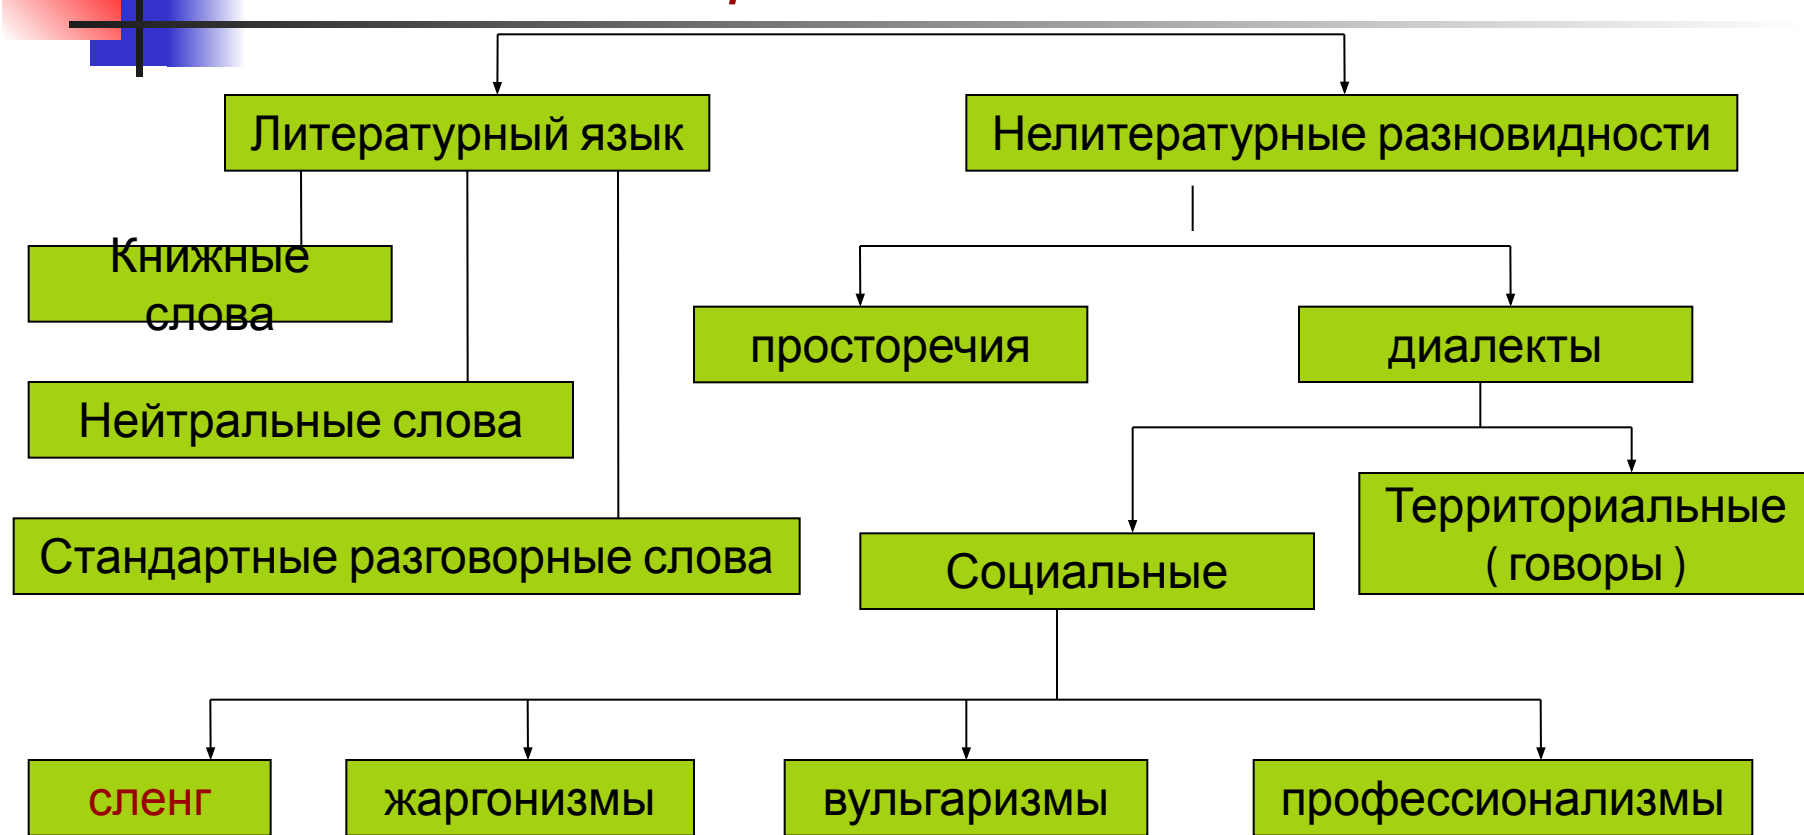 Литературный язык
Нелитературные разновидности
Книжные
слова
просторечия
диалекты
Нейтральные слова
Территориальные
( говоры )
Стандартные разговорные слова
Социальные
сленг
жаргонизмы
вульгаризмы
профессионализмы